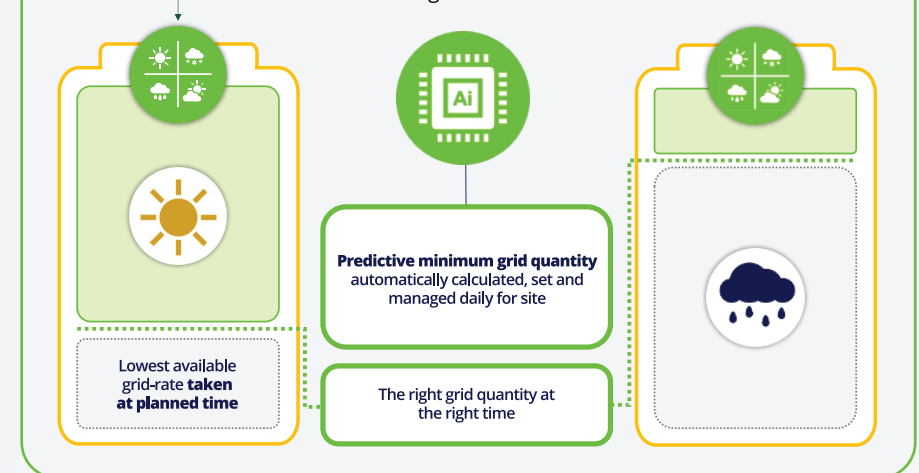 g
Ai
Predictive minimum grid quantity
automatically calculated, set and
managed daily for site
Lowest available
grid-rate taken
at planned time
The right grid quantity at
the right time